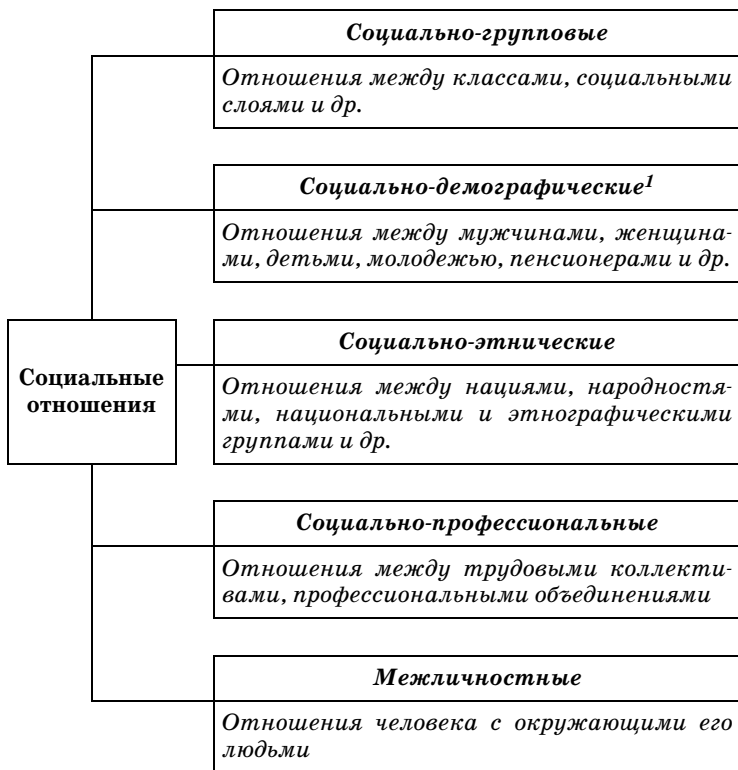 Социально-групповые
Отношения между классами, социальными
слоями и др.
Социально-демографические¹
Отношения между мужчинами, женщина-
ми, детьми, молодежью, пенсионерами и др.
Социальные
отношения
Социально-этнические
Отношения между нациями, народностя-
ми, национальными и этнографическими
группами и др.
Социально-профессиональные
Отношения между трудовыми коллекти-
вами, профессиональными объединениями
Межличностные
Отношения человека с окружающими его
людьми